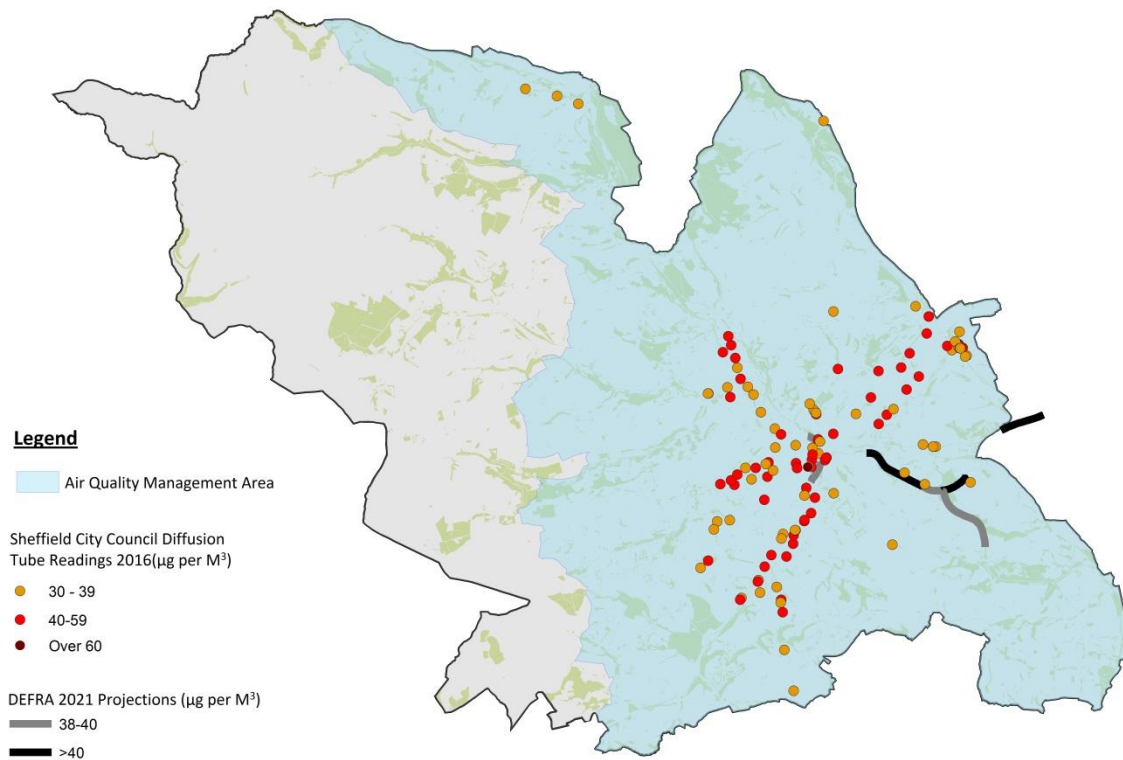 Legend
Air Quality Management Area
Sheffield City Council Diffusion
Tube Readings 2016(µg per M³)
30 - 39
40-59
Over 60
DEFRA 2021 Projections (µg per M³)
38-40
>40